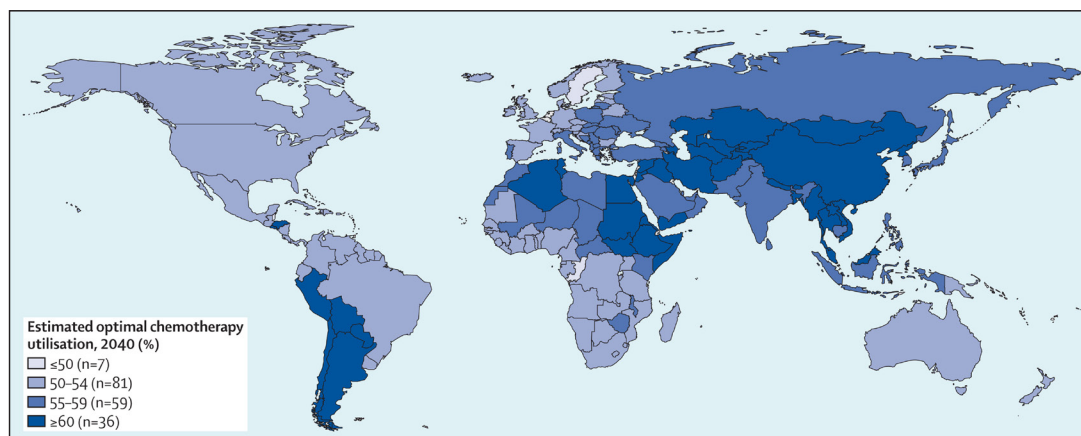 Estimated optimal chemotherapy
utilisation, 2040 (%)
≤50 (n=7)
50–54 (n=81)
55–59 (n=59)
≥60 (n=36)